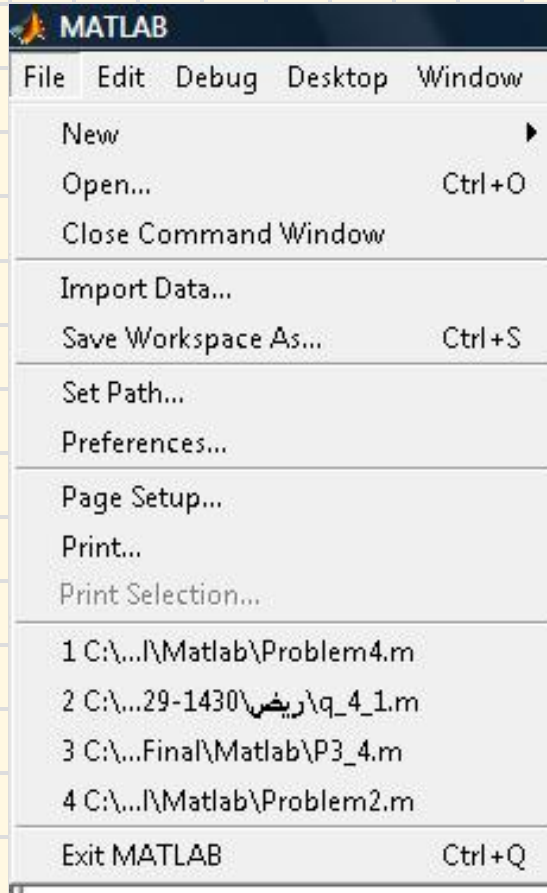 MATLAB
File Edit Debug Desktop Window
New
Open... Ctrl+O
Close Command Window
Import Data...
Save Workspace As... Ctrl+S
Set Path...
Preferences...
Page Setup...
Print...
Print Selection...
1 C:\...l\Matlab\Problem4.m
2 C:\...29-1430\ريض\q_4_1.m
3 C:\...Final\Matlab\P3_4.m
4 C:\...l\Matlab\Problem2.m
Exit MATLAB Ctrl+Q